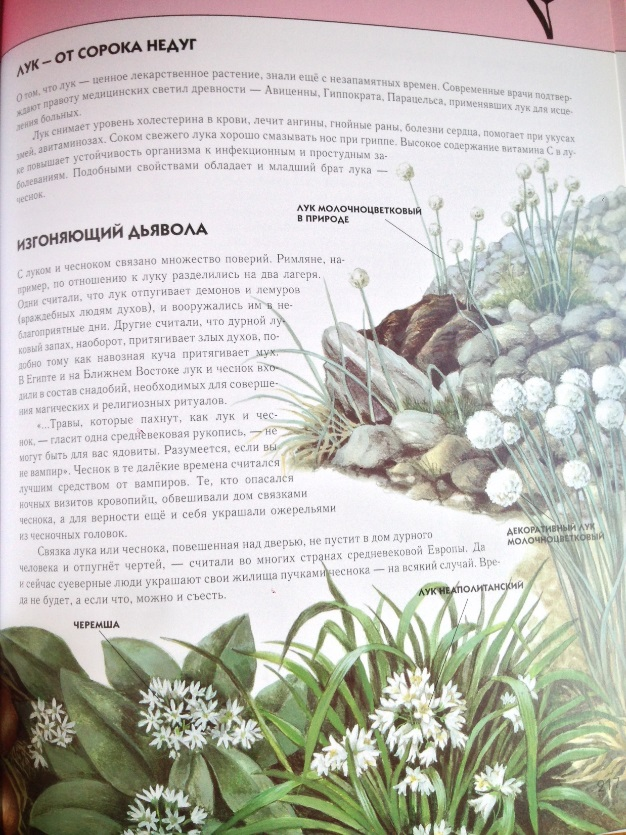 ЛУК – ОТ СОРОКА НЕДУГ
О том, что лук — ценное лекарственное растение, знали ещё с незапамятных времен. Современные врачи подтвер-
ждают правоту медицинских светил древности — Авиценны, Гиппократа, Парацельса, применявших лук для исце-
ления больных.
Лук снимает уровень холестерина в крови, лечит ангины, гнойные раны, болезни сердца, помогает при укусах
змей, авитаминозах. Соком свежего лука хорошо смазывать нос при гриппе. Высокое содержание витамина С в лу-
ке повышает устойчивость организма к инфекционным и простудным за-
болеваниям. Подобными свойствами обладает и младший брат лука —
чеснок.
ЛУК МОЛОЧНОЦВЕТКОВЫЙ
В ПРИРОДЕ
ИЗГОНЯЮЩИЙ ДЬЯВОЛА
С луком и чесноком связано множество поверий. Римляне, на-
пример, по отношению к луку разделились на два лагеря.
Одни считали, что лук отпугивает демонов и лемуров
(враждебных людям духов), и вооружались им в не-
благоприятные дни. Другие считали, что дурной лу-
ковый запах, наоборот, притягивает злых духов, по-
добно тому как навозная куча притягивает мух.
В Египте и на Ближнем Востоке лук и чеснок вхо-
дили в состав снадобий, необходимых для соверше-
ния магических и религиозных ритуалов.
«...Травы, которые пахнут, как лук и чес-
нок, — гласит одна средневековая рукопись, — не
могут быть для вас ядовиты. Разумеется, если вы
не вампир». Чеснок в те далёкие времена считался
лучшим средством от вампиров. Те, кто опасался
ночных визитов кровопийц, обвешивали дом связками
чеснока, а для верности ещё и себя украшали ожерельями
из чесночных головок.
Связка лука или чеснока, повешенная над дверью, не пустит в дом дурного
человека и отпугнёт чертей, — считали во многих странах средневековой Европы. Да
и сейчас суеверные люди украшают свои жилища пучками чеснока — на всякий случай. Вре-
да не будет, а если что, можно и съесть.
ДЕКОРАТИВНЫЙ ЛУК
МОЛОЧНОЦВЕТКОВЫЙ
ЛУК НЕАПОЛИТАНСКИЙ
ЧЕРЕМША